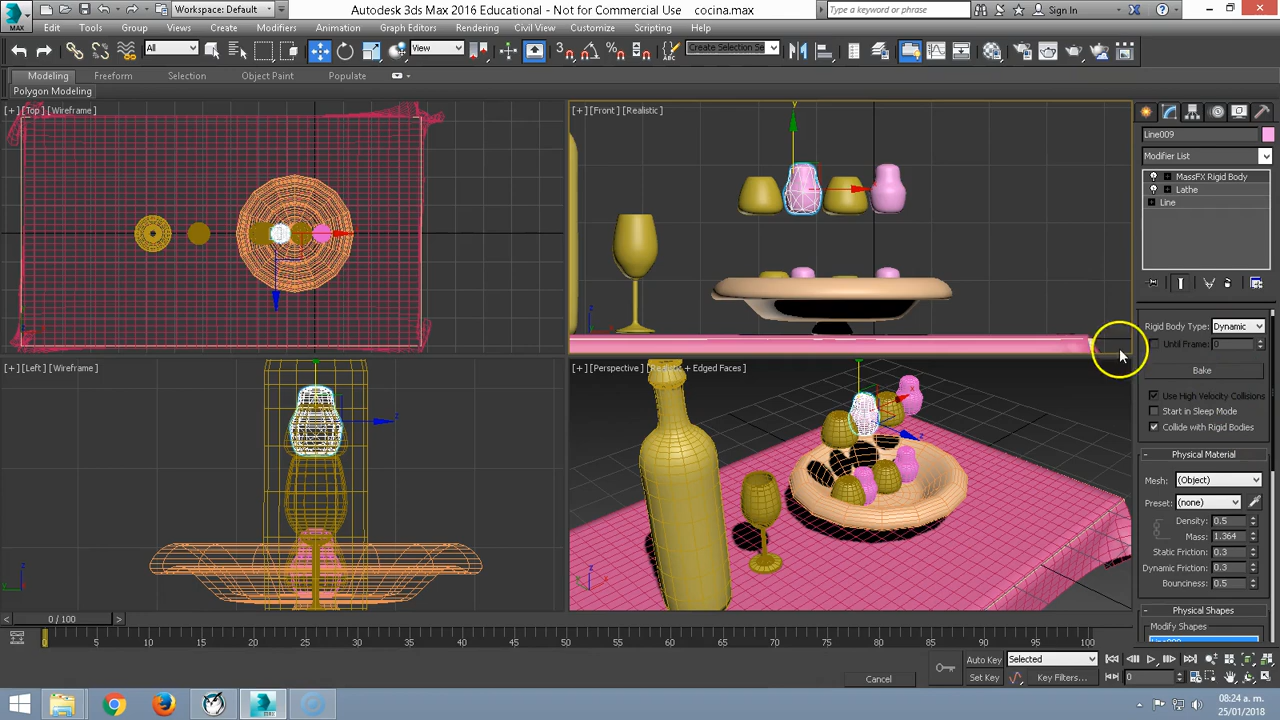 MAX
Workspace: Default
Autodesk 3ds Max 2016 Educational - Not for Commercial Use cocina.max
Type a keyword or phrase
Sign In
Edit Tools Group Views Create Modifiers Animation Graph Editors Rendering Civil View Customize Scripting Help
All
View
Create Selection Se
Modeling Freeform Selection Object Paint Populate
Polygon Modeling
[+] [Top] [Wireframe]
[+] [Front] [Realistic]
Line009
Modifier List
MassFX Rigid Body
Lathe
Line
Rigid Body Type: Dynamic
Until Frame: 0
Bake
Use High Velocity Collisions
Start in Sleep Mode
Collide with Rigid Bodies
Physical Material
Mesh: (Object)
Preset: (none)
Density: 0.5
Mass: 1.364
Static Friction: 0.3
Dynamic Friction: 0.3
Bounciness: 0.5
Physical Shapes
Modify Shapes
Line009
[+] [Left] [Wireframe]
[+] [Perspective] [Realistic + Edged Faces]
0 / 100
0 5 10 15 20 25 30 35 40 45 50 55 60 65 70 75 80 85 90 95 100
Auto Key Selected
Set Key Key Filters...
0
Cancel
08:24 a. m.
25/01/2018